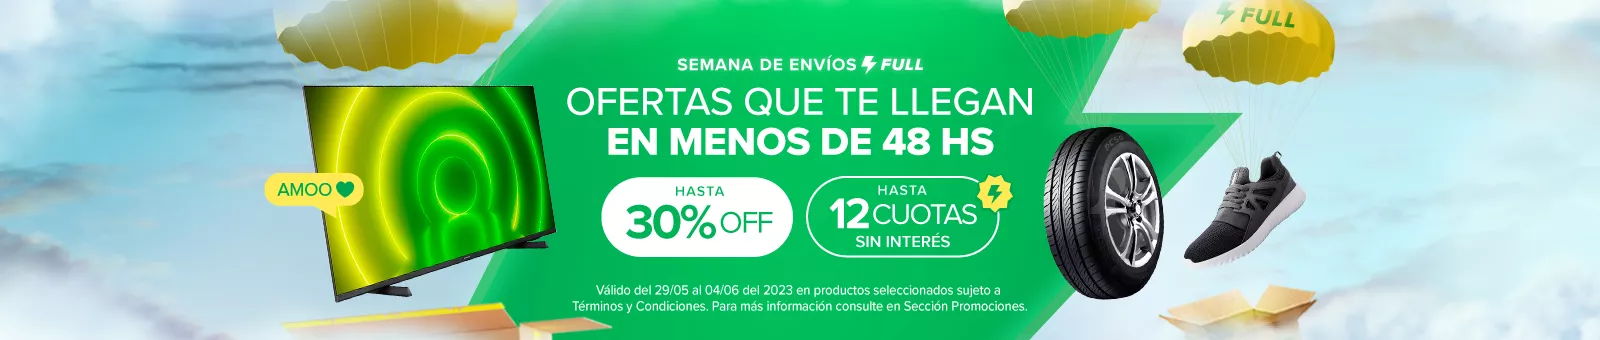 FULL
SEMANA DE ENVÍOS FULL
OFERTAS QUE TE LLEGAN
EN MENOS DE 48 HS
AMOO
HASTA
30% OFF
HASTA
12 CUOTAS
SIN INTERÉS
Válido del 29/05 al 04/06 del 2023 en productos seleccionados sujeto a
Términos y Condiciones. Para más información consulte en Sección Promociones.